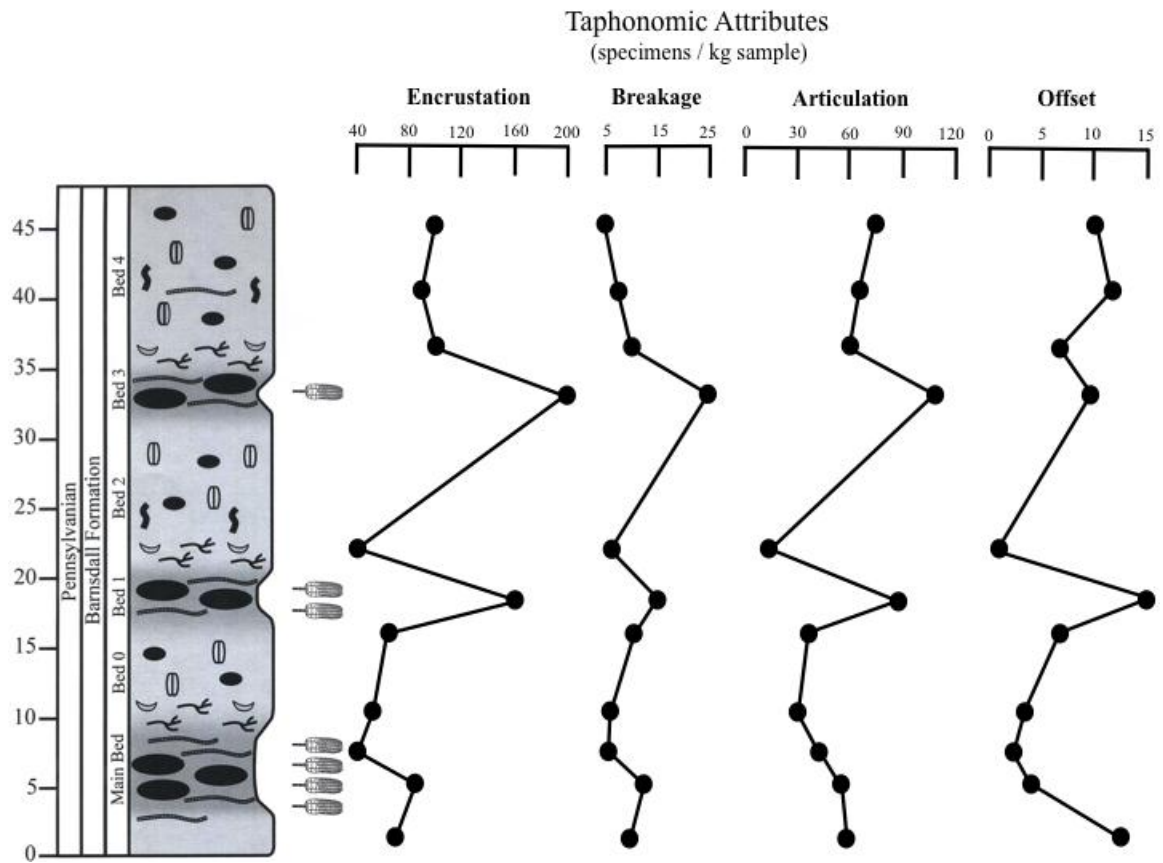 Taphonomic Attributes
(specimens / kg sample)
Encrustation Breakage Articulation Offset
40 80 120 160 200 5 15 25 0 30 60 90 120 0 5 10 15
45
40
35
30
25
20
15
10
5
0
Pennsylvanian
Barnsdall Formation
Bed 4
Bed 3
Bed 2
Bed 1
Bed 0
Main Bed